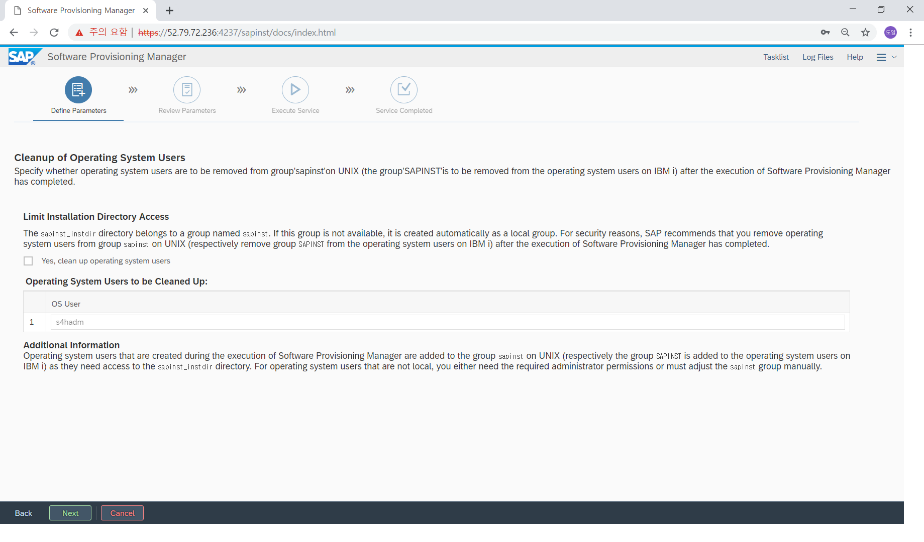 Software Provisioning Manager
주의 요함 | https://52.79.72.236:4237/sapinst/docs/index.html
SAP Software Provisioning Manager
Tasklist Log Files Help
Define Parameters
Review Parameters
Execute Service
Service Completed
Cleanup of Operating System Users
Specify whether operating system users are to be removed from group'sapinst'on UNIX (the group'SAPINST'is to be removed from the operating system users on IBM i) after the execution of Software Provisioning Manager
has completed.
Limit Installation Directory Access
The sapinst_instdir directory belongs to a group named sapinst. If this group is not available, it is created automatically as a local group. For security reasons, SAP recommends that you remove operating
system users from group sapinst on UNIX (respectively remove group SAPINST from the operating system users on IBM i) after the execution of Software Provisioning Manager has completed.
Yes, clean up operating system users
Operating System Users to be Cleaned Up:
OS User
1 s4hadm
Additional Information
Operating system users that are created during the execution of Software Provisioning Manager are added to the group sapinst on UNIX (respectively the group SAPINST is added to the operating system users on
IBM i) as they need access to the sapinst_instdir directory. For operating system users that are not local, you either need the required administrator permissions or must adjust the sapinst group manually.
Back Next Cancel